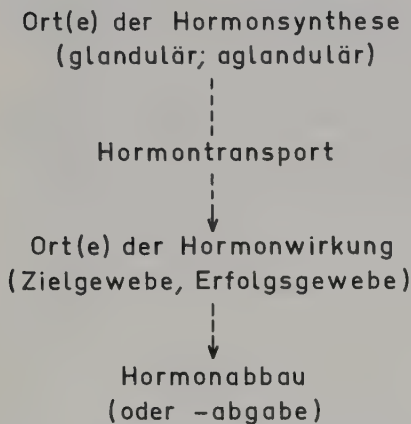 Ort(e) der Hormonsynthese
(glandulär; aglandulär)
Hormontransport
Ort(e) der Hormonwirkung
(Zielgewebe, Erfolgsgewebe)
Hormonabbau
(oder -abgabe)